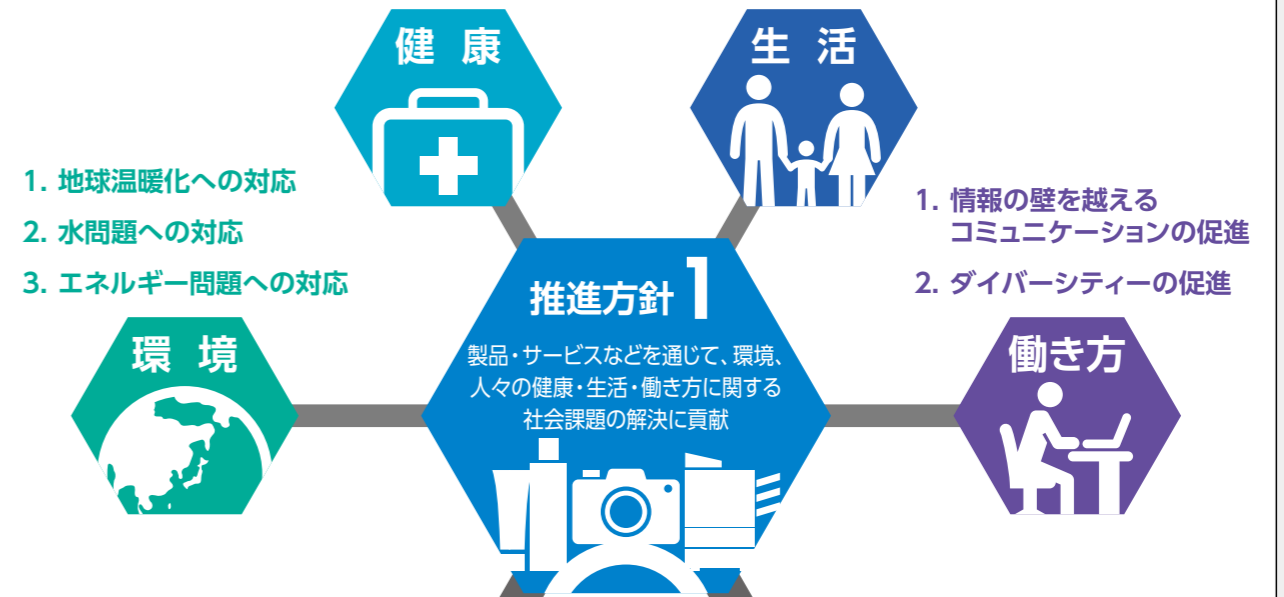 健 康
生 活
1. 地球温暖化への対応
2. 水問題への対応
3. エネルギー問題への対応
1. 情報の壁を越える
コミュニケーションの促進
2. ダイバーシティーの促進
環 境
推進方針1
製品・サービスなどを通じて、環境、
人々の健康・生活・働き方に関する
社会課題の解決に貢献
働き方